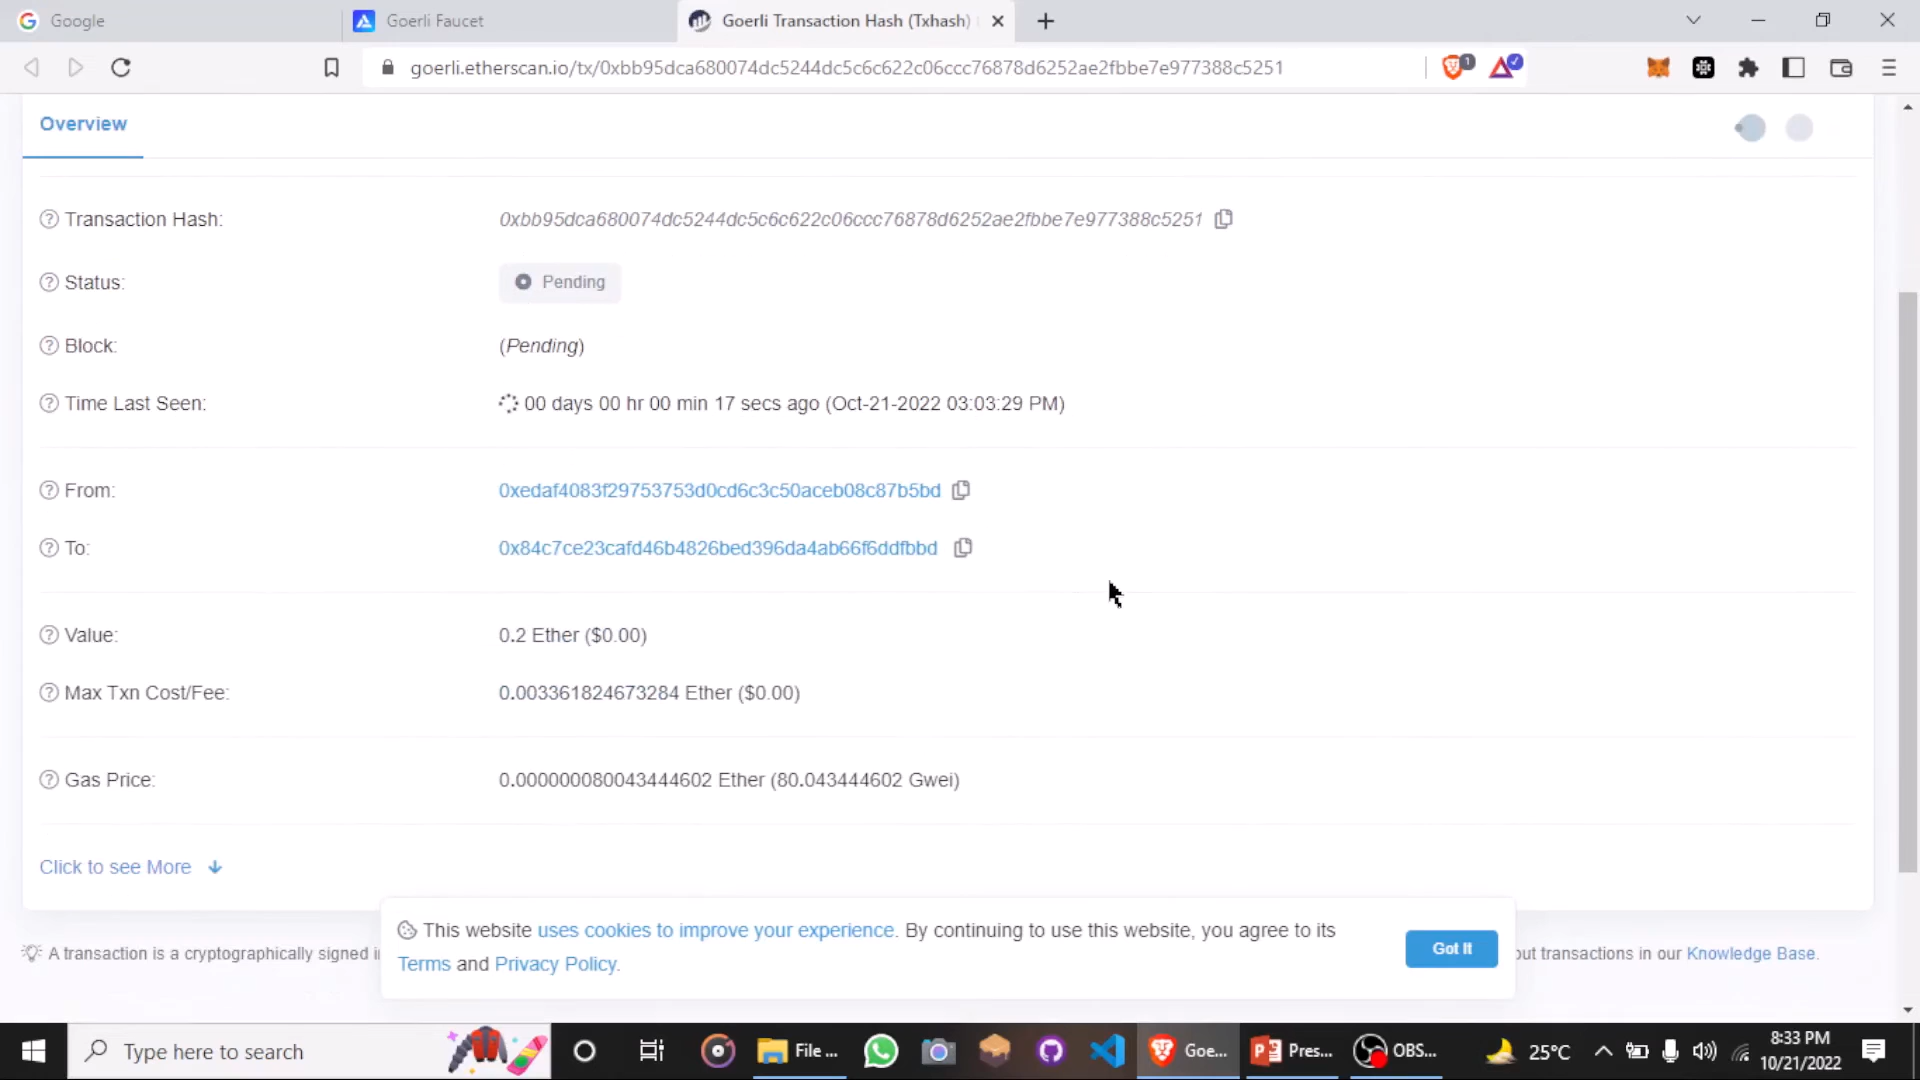 Google
Goerli Faucet
Goerli Transaction Hash (Txhash)
goerli.etherscan.io/tx/0xbb95dca680074dc5244dc5c6c622c06ccc76878d6252ae2fbbe7e977388c5251
1
Overview
Transaction Hash: 0xbb95dca680074dc5244dc5c6c622c06ccc76878d6252ae2fbbe7e977388c5251
Status: Pending
Block: (Pending)
Time Last Seen: 00 days 00 hr 00 min 17 secs ago (Oct-21-2022 03:03:29 PM)
From: 0xedaf4083f29753753d0cd6c3c50aceb08c87b5bd
To: 0x84c7ce23cafd46b4826bed396da4ab66f6ddfbbd
Value: 0.2 Ether ($0.00)
Max Txn Cost/Fee: 0.003361824673284 Ether ($0.00)
Gas Price: 0.000000080043444602 Ether (80.043444602 Gwei)
Click to see More
This website uses cookies to improve your experience. By continuing to use this website, you agree to its
Terms and Privacy Policy.
Got It
A transaction is a cryptographically signed
out transactions in our Knowledge Base.
Type here to search
File ...
Goe...
Pres...
OBS...
25°C
8:33 PM
10/21/2022